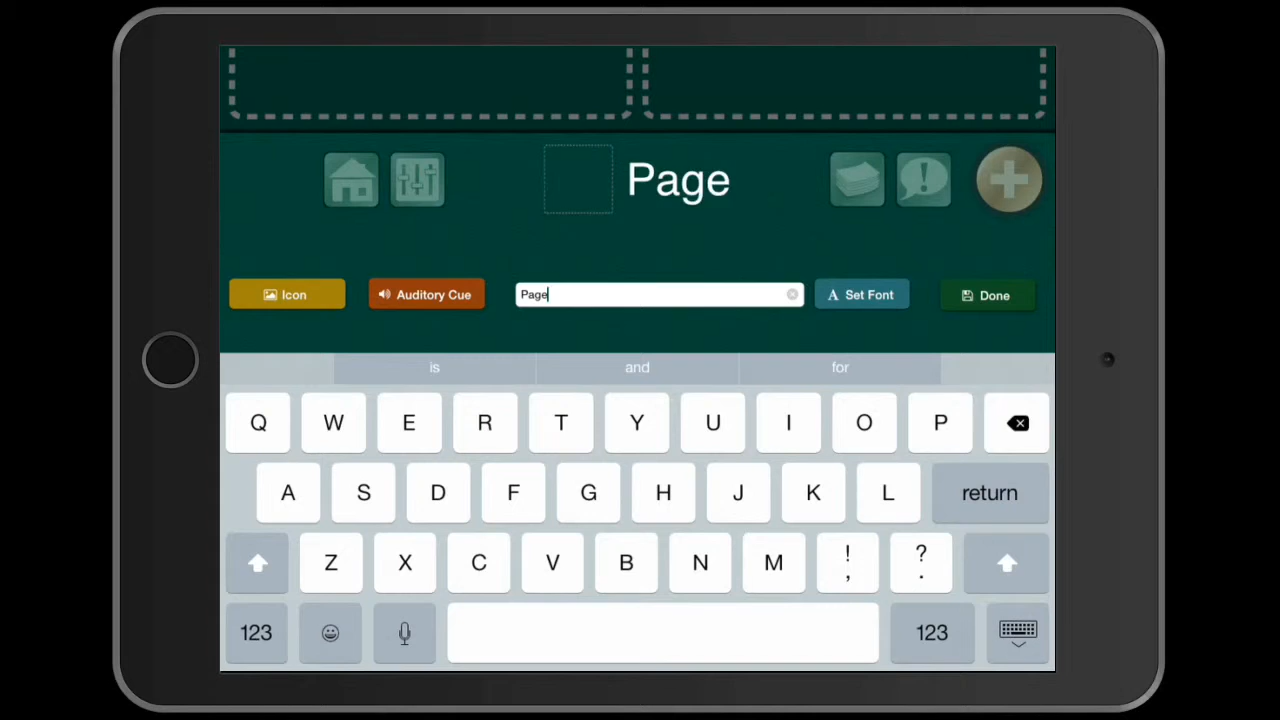 Page
Icon
Auditory Cue
Page
Set Font
Done
is and for
Q W E R T Y U I O P
A S D F G H J K L return
Z X C V B N M ! , ? .
123 123